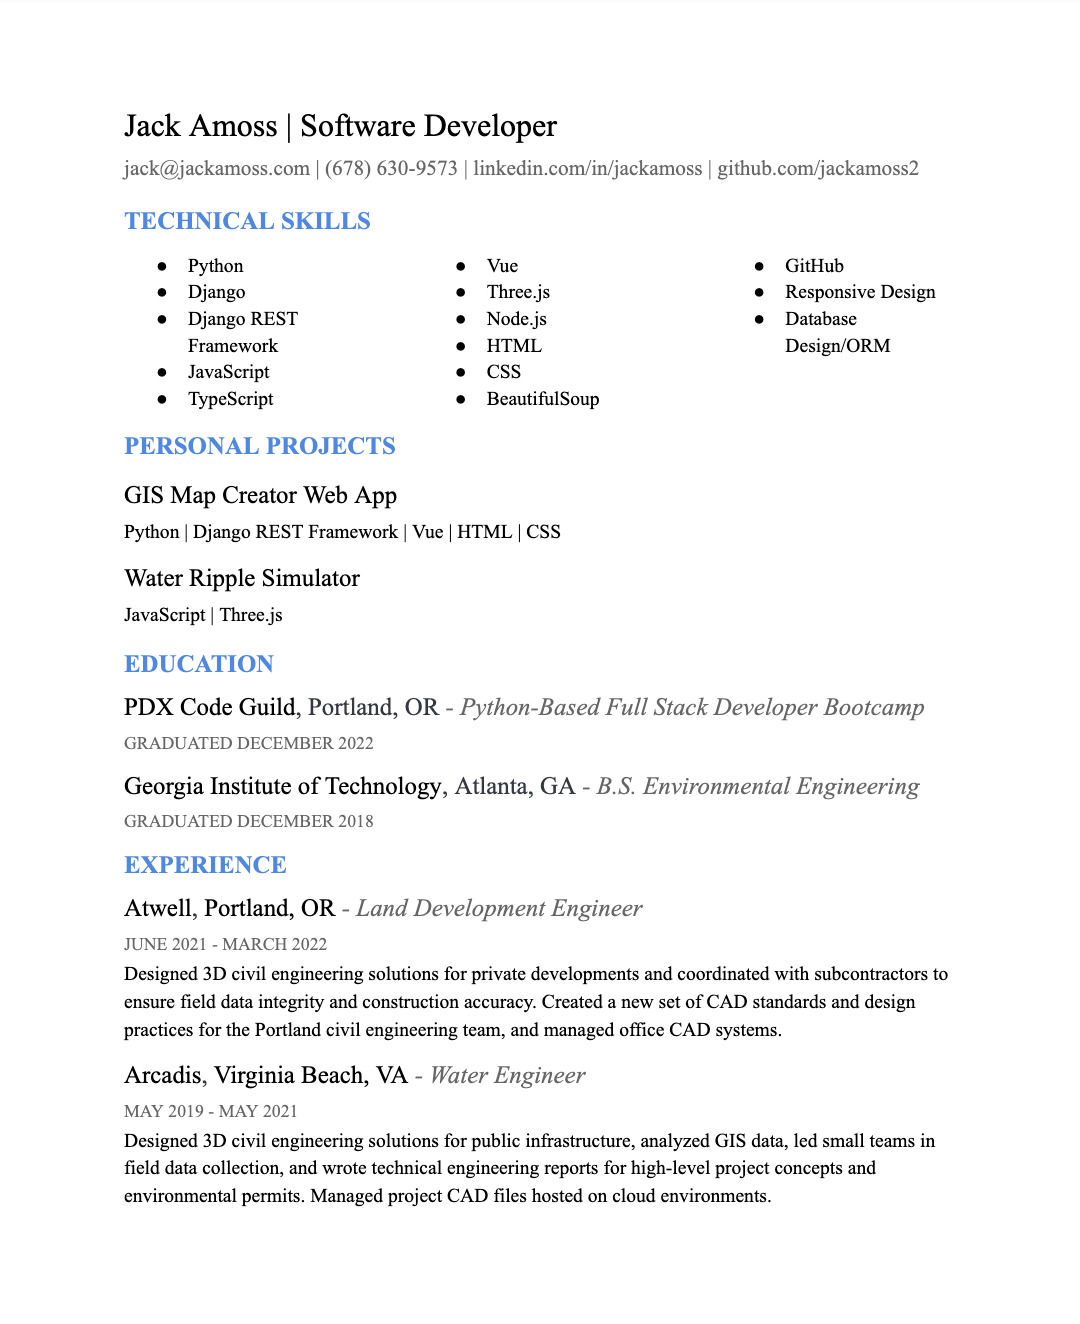 Jack Amoss | Software Developer
jack@jackamoss.com | (678) 630-9573 | linkedin.com/in/jackamoss | github.com/jackamoss2
TECHNICAL SKILLS
● Python
● Django
● Django REST
Framework
● JavaScript
● TypeScript
● Vue
● Three.js
● Node.js
● HTML
● CSS
● BeautifulSoup
● GitHub
● Responsive Design
● Database
Design/ORM
PERSONAL PROJECTS
GIS Map Creator Web App
Python | Django REST Framework | Vue | HTML | CSS
Water Ripple Simulator
JavaScript | Three.js
EDUCATION
PDX Code Guild, Portland, OR - Python-Based Full Stack Developer Bootcamp
GRADUATED DECEMBER 2022
Georgia Institute of Technology, Atlanta, GA - B.S. Environmental Engineering
GRADUATED DECEMBER 2018
EXPERIENCE
Atwell, Portland, OR - Land Development Engineer
JUNE 2021 - MARCH 2022
Designed 3D civil engineering solutions for private developments and coordinated with subcontractors to
ensure field data integrity and construction accuracy. Created a new set of CAD standards and design
practices for the Portland civil engineering team, and managed office CAD systems.
Arcadis, Virginia Beach, VA - Water Engineer
MAY 2019 - MAY 2021
Designed 3D civil engineering solutions for public infrastructure, analyzed GIS data, led small teams in
field data collection, and wrote technical engineering reports for high-level project concepts and
environmental permits. Managed project CAD files hosted on cloud environments.